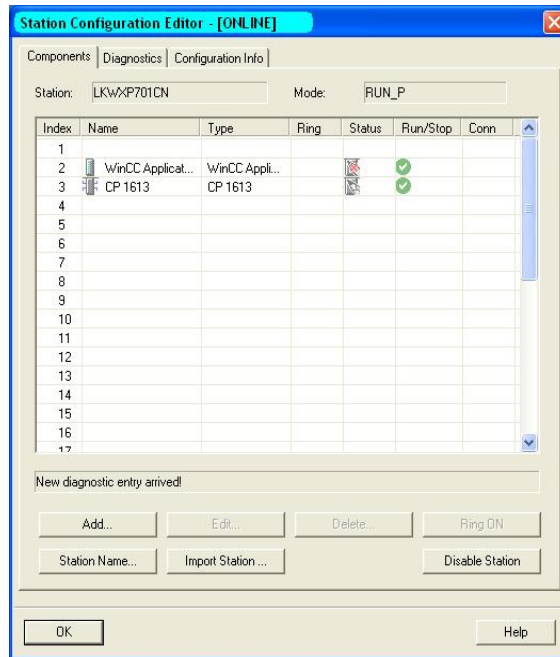 Station Configuration Editor - [ONLINE]
Components Diagnostics Configuration Info
Station: LKWXP701CN Mode: RUN_P
Index Name Type Ring Status Run/Stop Conn
1
2 WinCC Applicat... WinCC Appli...
3 CP 1613 CP 1613
4
5
6
7
8
9
10
11
12
13
14
15
16
17
New diagnostic entry arrived!
Add... Edit... Delete... Ring ON
Station Name... Import Station ... Disable Station
OK Help